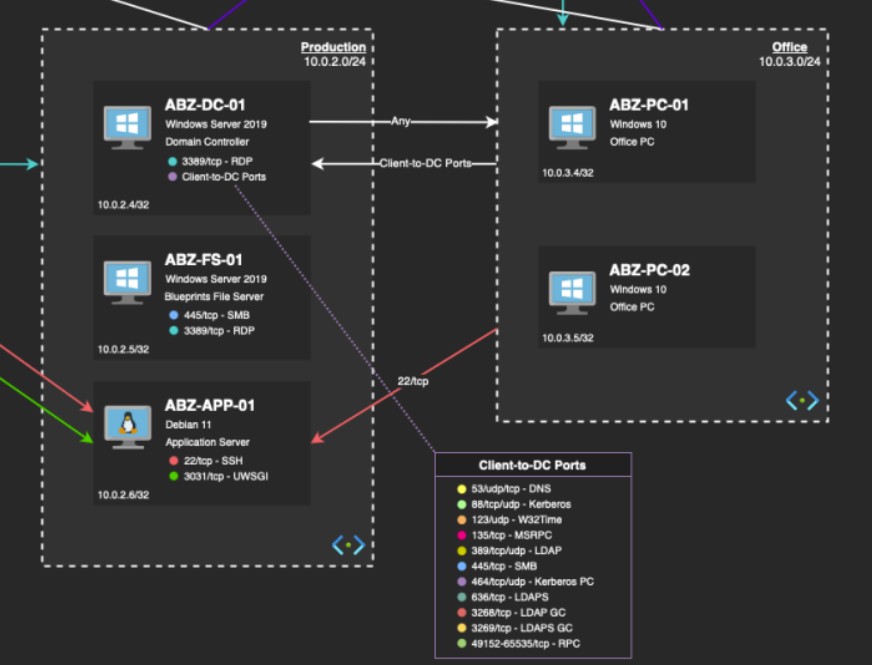 Production
10.0.2.0/24
ABZ-DC-01
Windows Server 2019
Domain Controller
3389/tcp - RDP
Client-to-DC Ports
10.0.2.4/32
ABZ-FS-01
Windows Server 2019
Blueprints File Server
445/tcp - SMB
3389/tcp - RDP
10.0.2.5/32
ABZ-APP-01
Debian 11
Application Server
22/tcp - SSH
3031/tcp - UWSGI
10.0.2.6/32
Any
Client-to-DC Ports
22/tcp
Office
10.0.3.0/24
ABZ-PC-01
Windows 10
Office PC
10.0.3.4/32
ABZ-PC-02
Windows 10
Office PC
10.0.3.5/32
Client-to-DC Ports
53/udp/tcp - DNS
88/tcp/udp - Kerberos
123/udp - W32Time
135/tcp - MSRPC
389/tcp/udp - LDAP
445/tcp - SMB
464/tcp/udp - Kerberos PC
636/tcp - LDAPS
3268/tcp - LDAP GC
3269/tcp - LDAPS GC
49152-65535/tcp - RPC